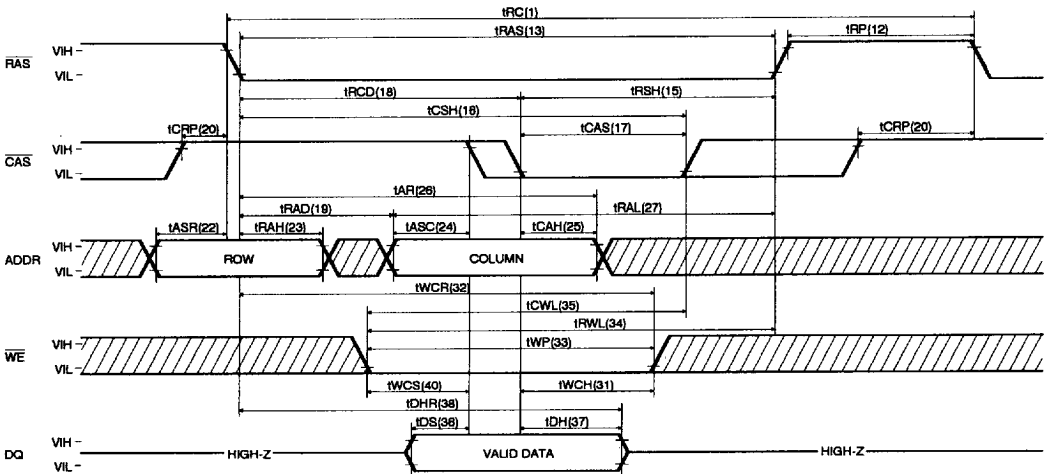 tRC(1)
tRAS(13)
tRP(12)
RAS
VIH
VIL
tRCD(18)
tRSH(15)
tCSH(16)
tCRP(20)
tCAS(17)
tCRP(20)
CAS
VIH
VIL
tAR(26)
tRAD(19)
tRAL(27)
tASR(22)
tRAH(23)
tASC(24)
tCAH(25)
ADDR
VIH
VIL
ROW
COLUMN
tWCR(32)
tCWL(35)
tRWL(34)
tWP(33)
WE
VIH
VIL
tWCS(40)
tWCH(31)
tDHR(38)
tDS(36)
tDH(37)
DQ
VIH
VIL
HIGH-Z
VALID DATA
HIGH-Z